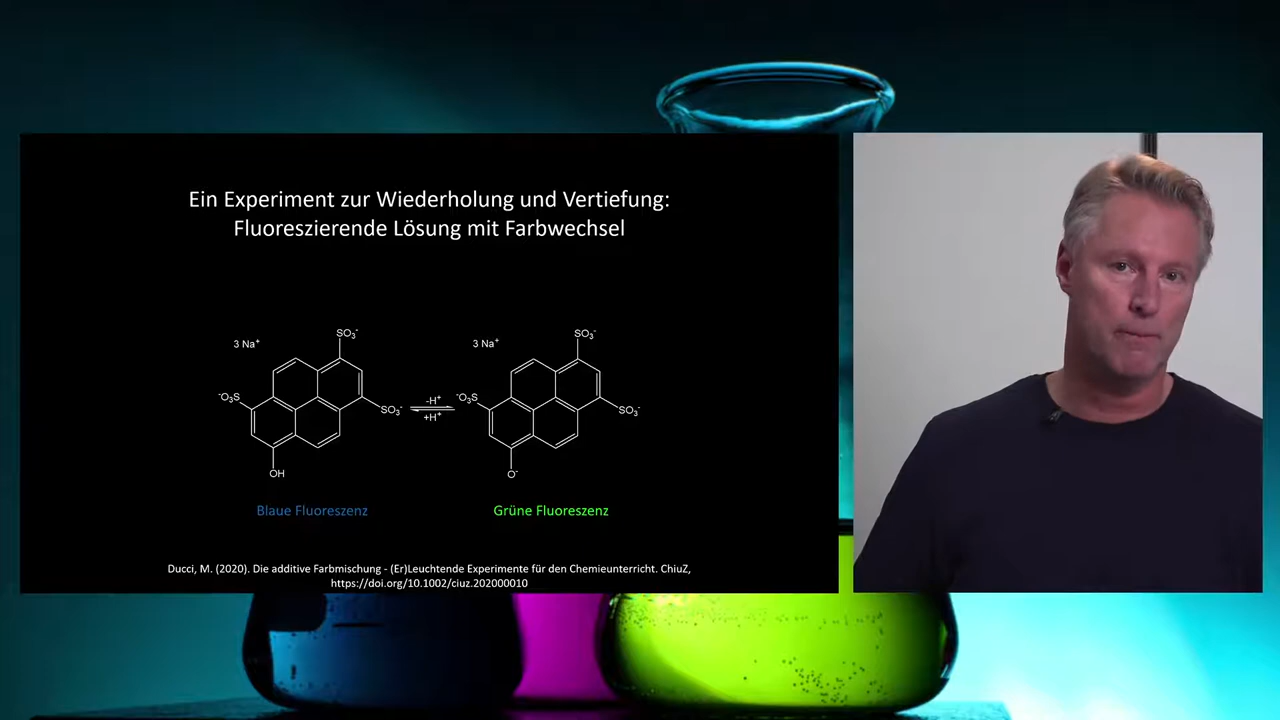 Ein Experiment zur Wiederholung und Vertiefung:
Fluoreszierende Lösung mit Farbwechsel
SO₃⁻
3 Na⁺
⁻O₃S
SO₃⁻
OH
-H⁺
+H⁺
SO₃⁻
3 Na⁺
⁻O₃S
SO₃⁻
O⁻
Blaue Fluoreszenz
Grüne Fluoreszenz
Ducci, M. (2020). Die additive Farbmischung - (Er)Leuchtende Experimente für den Chemieunterricht. ChiuZ,
https://doi.org/10.1002/ciuz.202000010